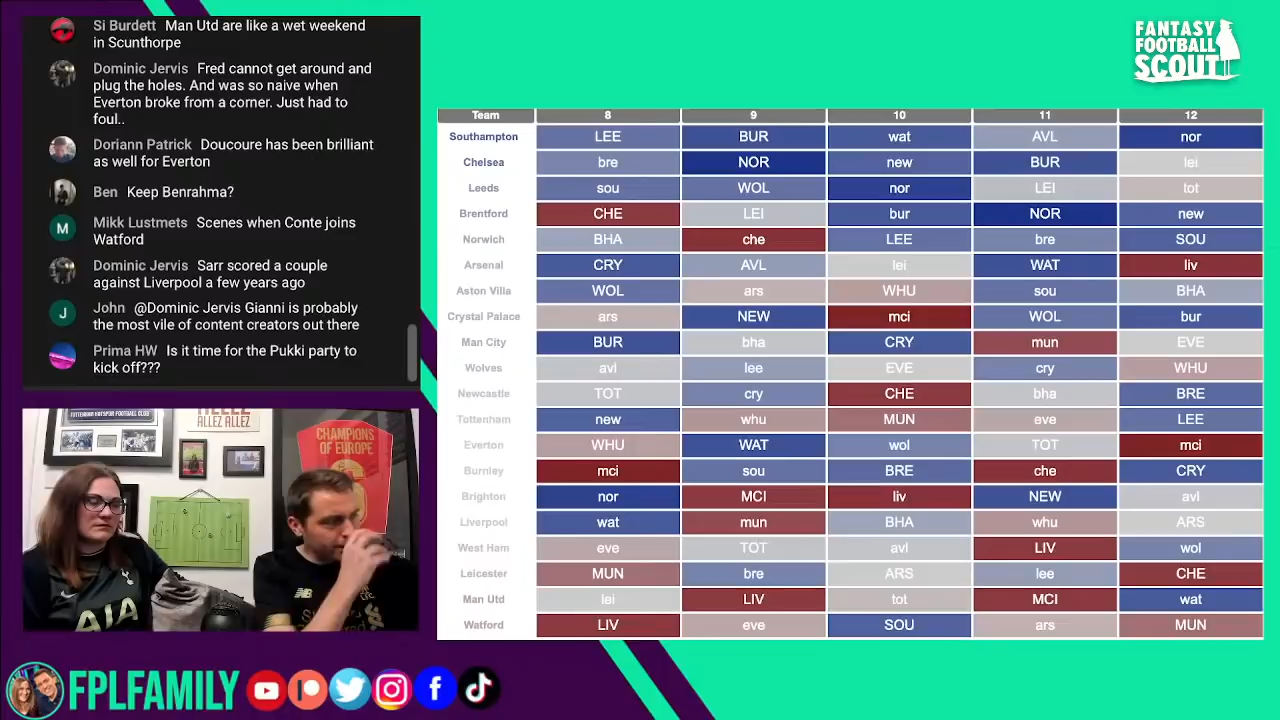 Si Burdett Man Utd are like a wet weekend
in Scunthorpe
Dominic Jervis Fred cannot get around and
plug the holes. And was so naive when
Everton broke from a corner. Just had to
foul..
Doriann Patrick Doucoure has been brilliant
as well for Everton
Ben Keep Benrahma?
M
Mikk Lustmets Scenes when Conte joins
Watford
Dominic Jervis Sarr scored a couple
against Liverpool a few years ago
J
John @Dominic Jervis Gianni is probably
the most vile of content creators out there
Prima HW Is it time for the Pukki party to
kick off???
FANTASY
FOOTBALL
SCOUT
Team 8 9 10 11 12
Southampton LEE BUR wat AVL nor
Chelsea bre NOR new BUR lei
Leeds sou WOL nor LEI tot
Brentford CHE LEI bur NOR new
Norwich BHA che LEE bre SOU
Arsenal CRY AVL lei WAT liv
Aston Villa WOL ars WHU sou BHA
Crystal Palace ars NEW mci WOL bur
Man City BUR bha CRY mun EVE
Wolves avl lee EVE cry WHU
Newcastle TOT cry CHE bha BRE
Tottenham new whu MUN eve LEE
Everton WHU WAT wol TOT mci
Burnley mci sou BRE che CRY
Brighton nor MCI liv NEW avl
Liverpool wat mun BHA whu ARS
West Ham eve TOT avl LIV wol
Leicester MUN bre ARS lee CHE
Man Utd lei LIV tot MCI wat
Watford LIV eve SOU ars MUN
TOTTENHAM HOTSPUR FOOTBALL CLUB
ALLEZ ALLEZ
CHAMPIONS
OF EUROPE
AIA
NB
FPLFAMILY